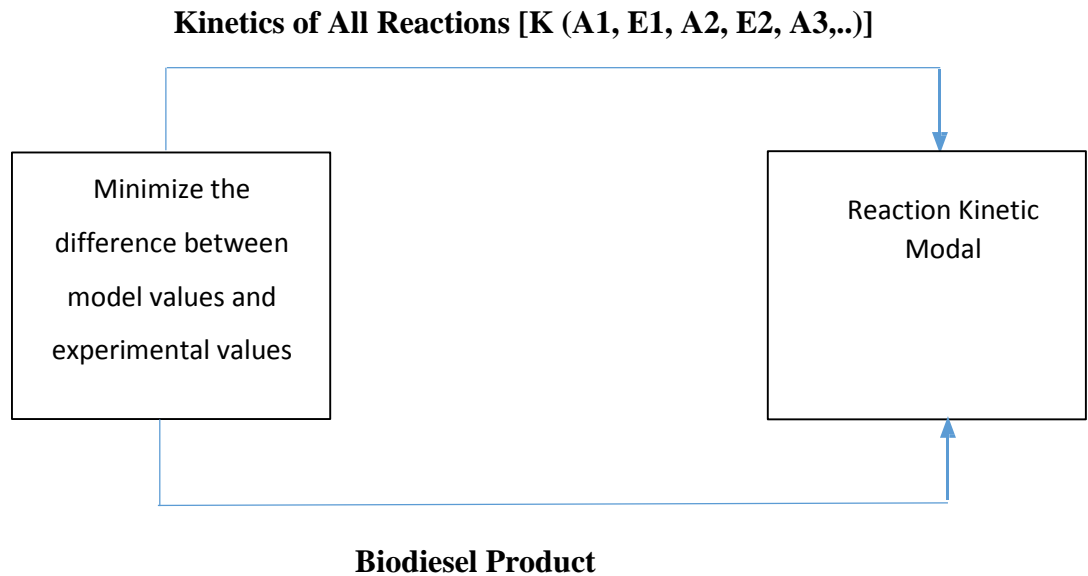 Kinetics of All Reactions [K (A1, E1, A2, E2, A3,..)]
Minimize the
difference between
model values and
experimental values
Reaction Kinetic
Modal
Biodiesel Product